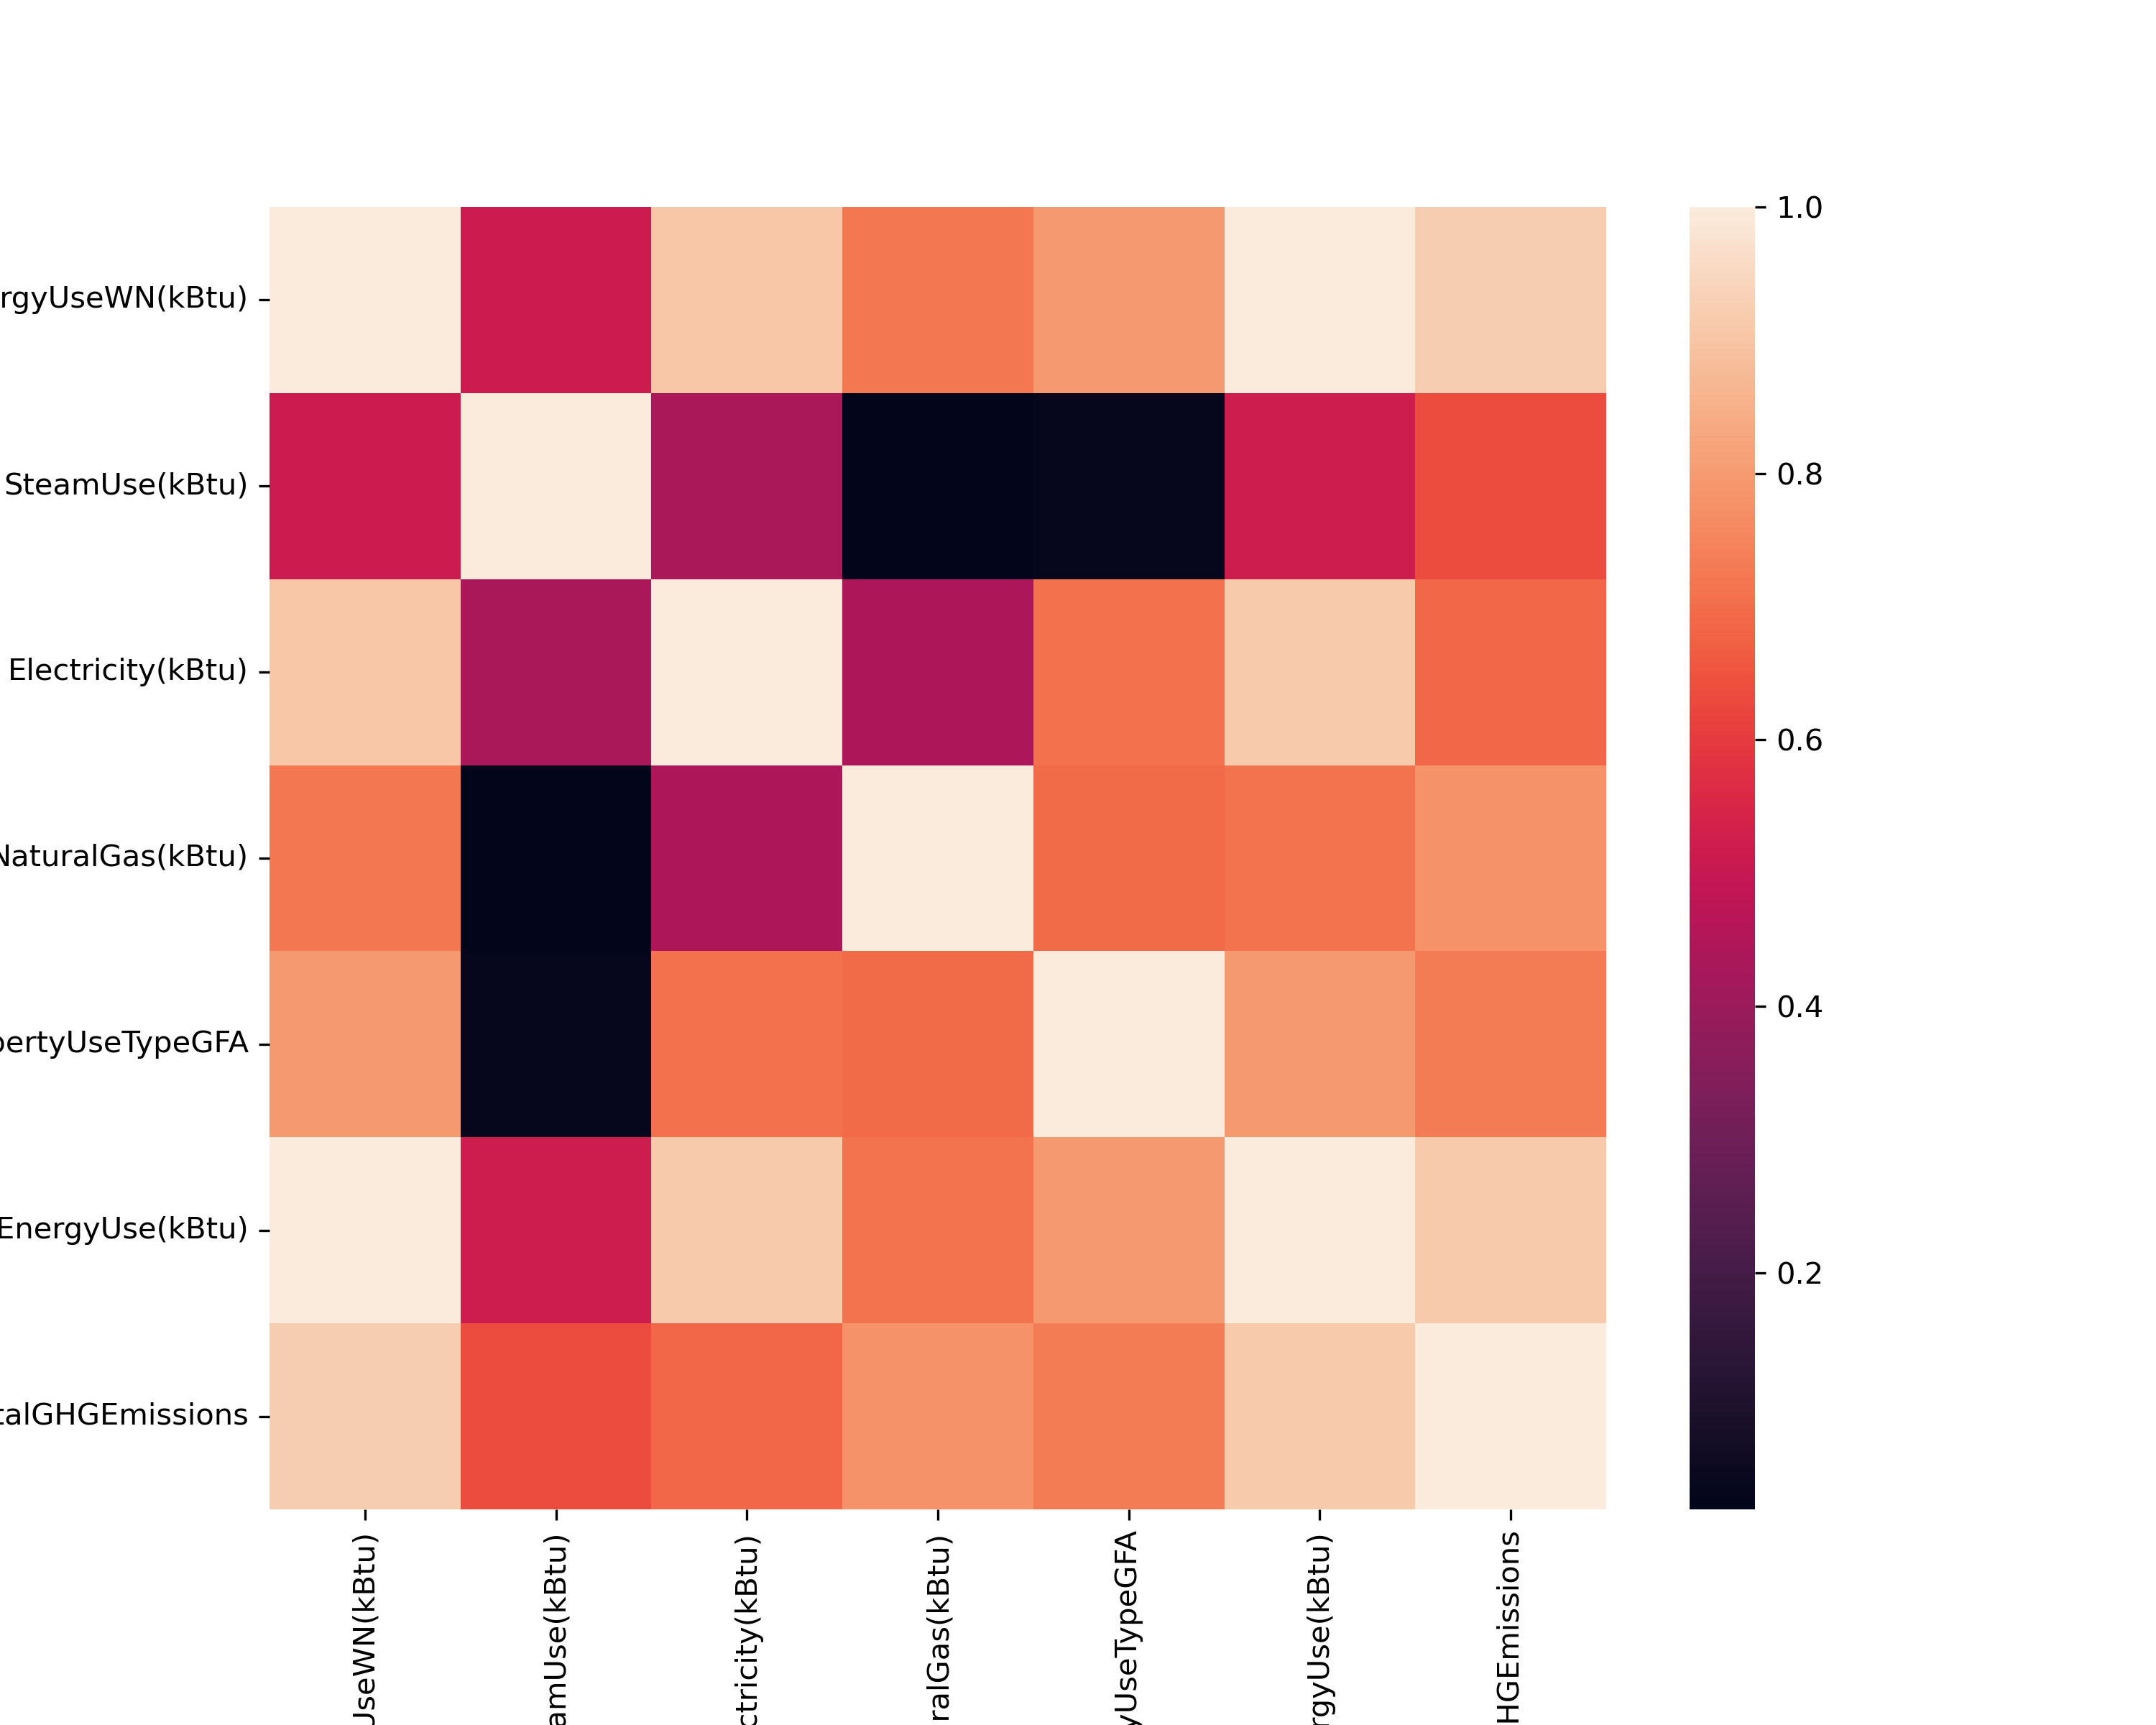 rgyUseWN(kBtu)
SteamUse(kBtu)
Electricity(kBtu)
NaturalGas(kBtu)
pertyUseTypeGFA
EnergyUse(kBtu)
talGHGEmissions
UseWN(kBtu)
amUse(kBtu)
ctricity(kBtu)
ralGas(kBtu)
yUseTypeGFA
rgyUse(kBtu)
HGEmissions
1.0
0.8
0.6
0.4
0.2